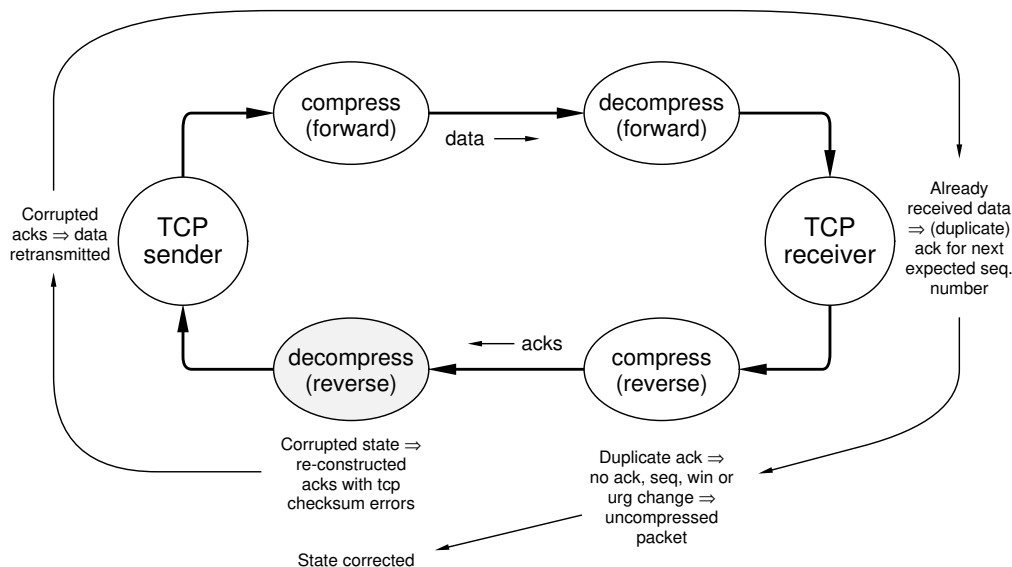 compress
(forward)
decompress
(forward)
data
Corrupted
acks ⇒ data
retransmitted
TCP
sender
TCP
receiver
Already
received data
⇒ (duplicate)
ack for next
expected seq.
number
decompress
(reverse)
acks
compress
(reverse)
Corrupted state ⇒
re-constructed
acks with tcp
checksum errors
Duplicate ack ⇒
no ack, seq, win or
urg change ⇒
uncompressed
packet
State corrected